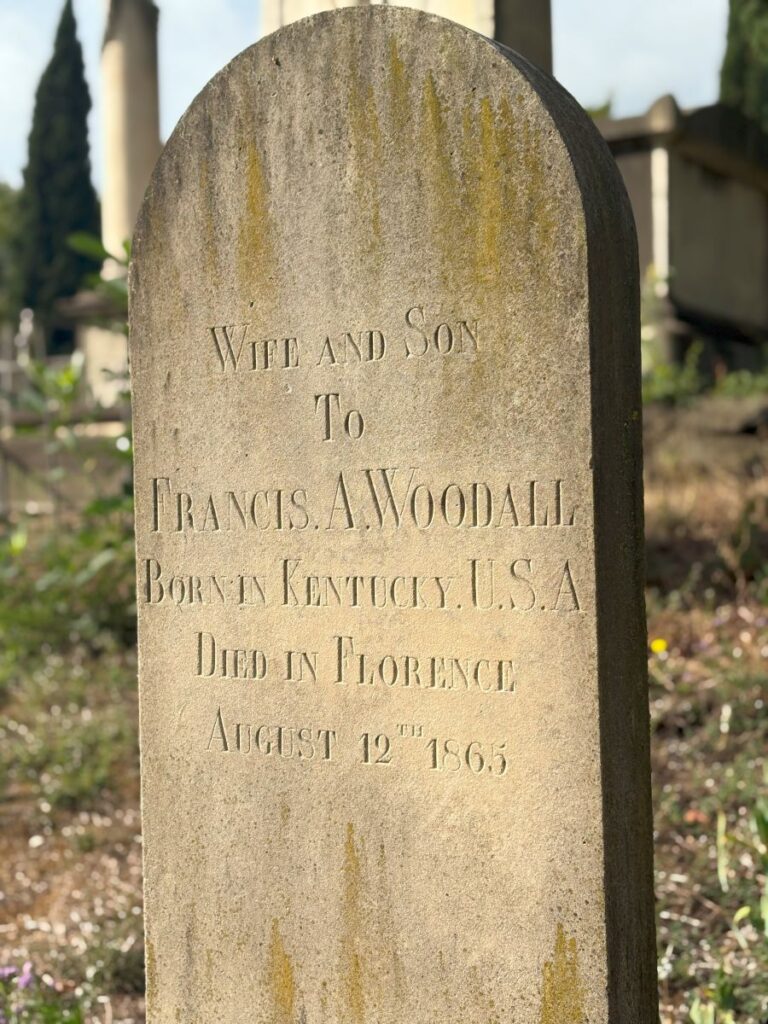 Wife and Son
To
Francis. A. Woodall
Born in Kentucky. U.S.A
Died in Florence
August 12th 1865